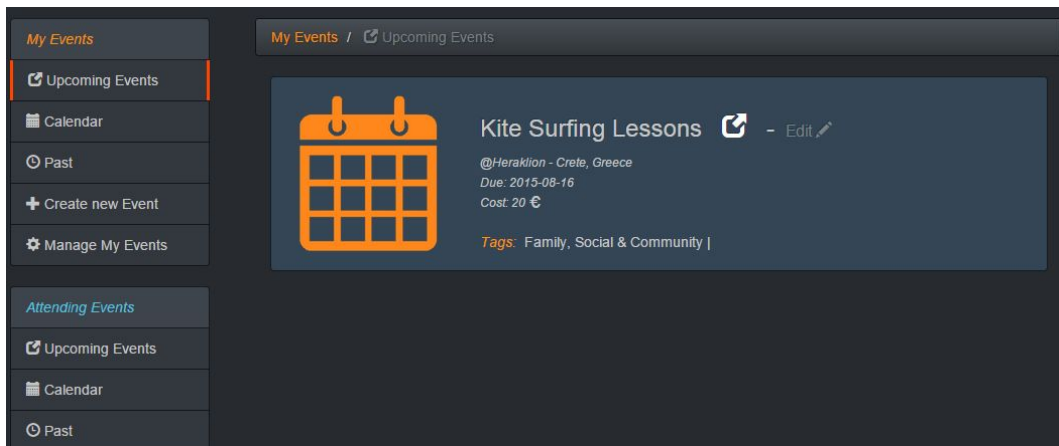 My Events
Upcoming Events
Calendar
Past
Create new Event
Manage My Events
Attending Events
Upcoming Events
Calendar
Past
My Events / Upcoming Events
Kite Surfing Lessons - Edit
@Heraklion - Crete, Greece
Due: 2015-08-16
Cost: 20 €
Tags: Family, Social & Community |